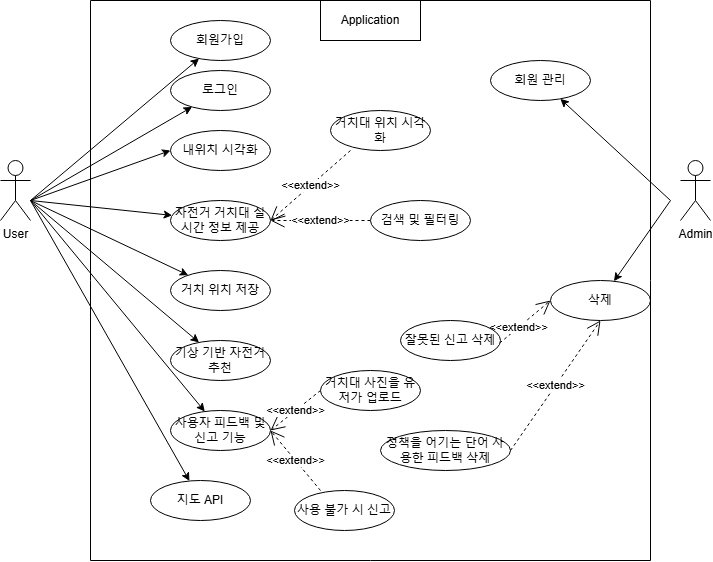 Application
회원가입
로그인
회원 관리
거치대 위치 시각
화
내위치 시각화
<<extend>>
자전거 거치대 실
시간 정보 제공
<<extend>>
검색 및 필터링
User
Admin
거치 위치 저장
삭제
<<extend>>
잘못된 신고 삭제
기상 기반 자전거
추천
<<extend>>
거치대 사진을 유
저가 업로드
<<extend>>
사용자 피드백 및
신고 기능
정책을 어기는 단어 사
용한 피드백 삭제
<<extend>>
지도 API
사용 불가 시 신고